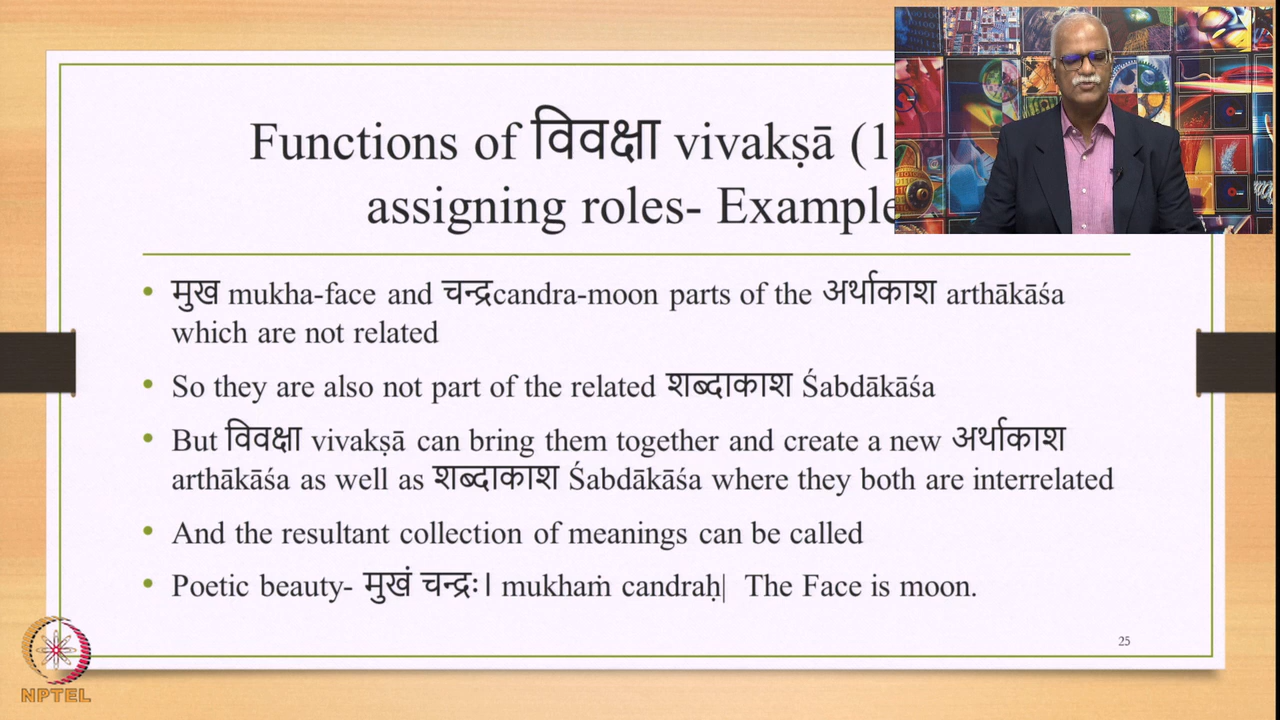 Functions of विवक्षा vivakṣā (1
assigning roles- Example
• मुख mukha-face and चन्द्रcandra-moon parts of the अर्थाकाश arthākāśa
which are not related
• So they are also not part of the related शब्दाकाश Śabdākāśa
• But विवक्षा vivakṣā can bring them together and create a new अर्थाकाश
arthākāśa as well as शब्दाकाश Śabdākāśa where they both are interrelated
• And the resultant collection of meanings can be called
• Poetic beauty- मुखं चन्द्रः। mukhaṁ candraḥ| The Face is moon.
25
NPTEL